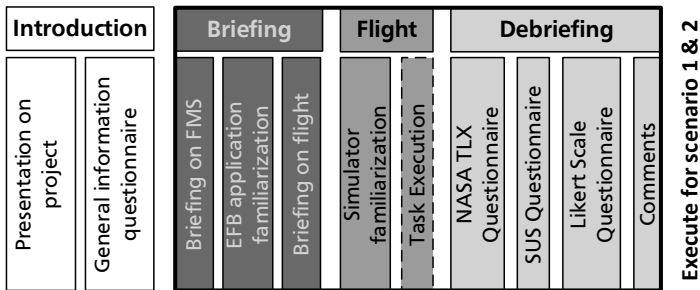 Introduction
Briefing
Flight
Debriefing
Presentation on
project
General information
questionnaire
Briefing on FMS
EFB application
familiarization
Briefing on flight
Simulator
familiarization
Task Execution
NASA TLX
Questionnaire
SUS Questionnaire
Likert Scale
Questionnaire
Comments
Execute for scenario 1 & 2